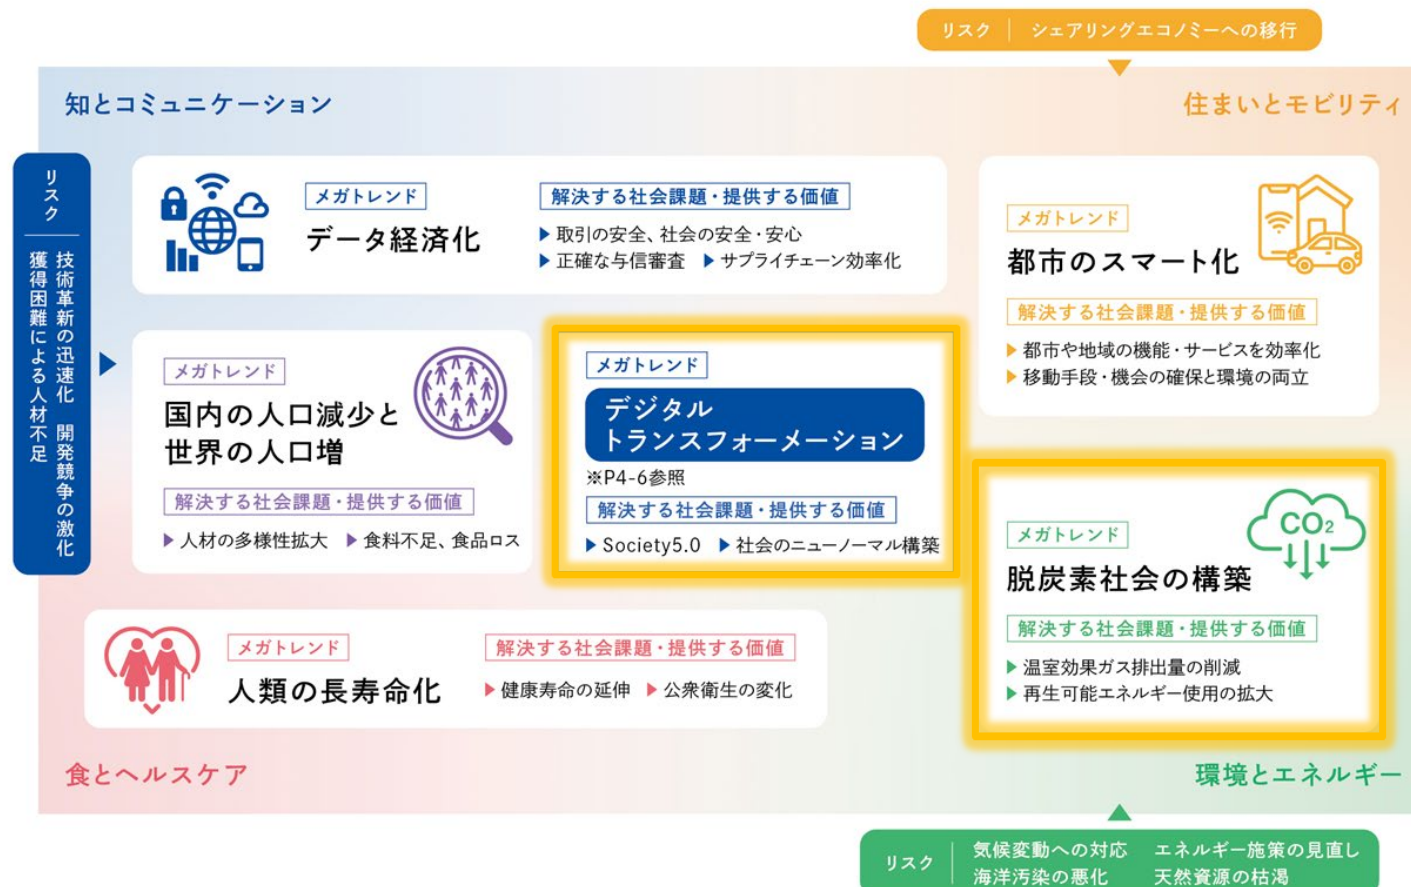 リスク シェアリングエコノミーへの移行
知とコミュニケーション
住まいとモビリティ
リスク
技術革新の迅速化 開発競争の激化
獲得困難による人材不足
メガトレンド
データ経済化
解決する社会課題・提供する価値
▶取引の安全、社会の安全・安心
▶正確な与信審査 ▶サプライチェーン効率化
メガトレンド
都市のスマート化
解決する社会課題・提供する価値
▶都市や地域の機能・サービスを効率化
▶移動手段・機会の確保と環境の両立
メガトレンド
国内の人口減少と
世界の人口増
解決する社会課題・提供する価値
▶人材の多様性拡大 ▶食料不足、食品ロス
メガトレンド
デジタル
トランスフォーメーション
※P4-6参照
解決する社会課題・提供する価値
▶Society5.0 ▶社会のニューノーマル構築
メガトレンド
脱炭素社会の構築
CO2
解決する社会課題・提供する価値
▶温室効果ガス排出量の削減
▶再生可能エネルギー使用の拡大
メガトレンド
人類の長寿命化
解決する社会課題・提供する価値
▶健康寿命の延伸 ▶公衆衛生の変化
食とヘルスケア
環境とエネルギー
リスク
気候変動への対応 エネルギー施策の見直し
海洋汚染の悪化 天然資源の枯渇